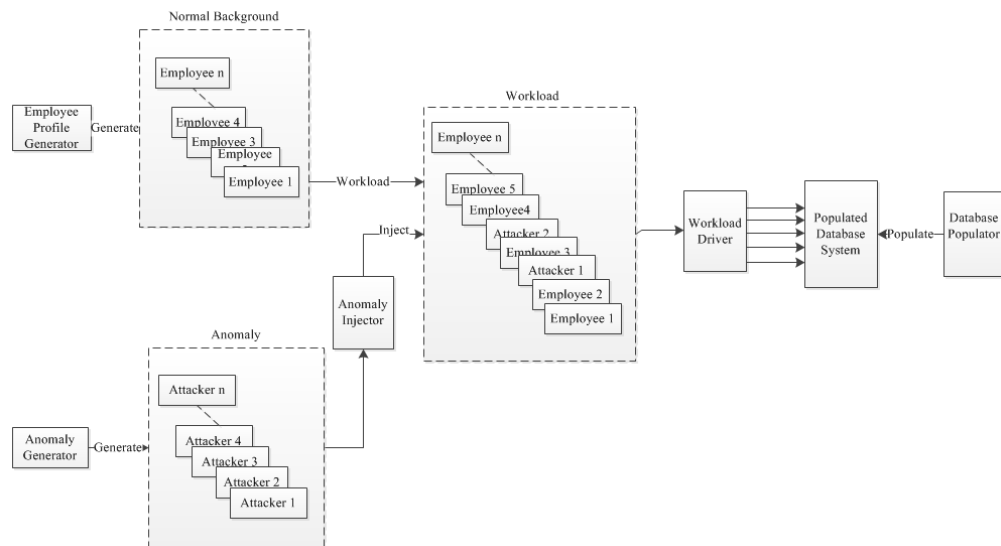 Normal Background
Employee n
Employee 4
Employee 3
Employee
Employee 1
Employee
Profile
Generator
Generate
Workload
Workload
Employee n
Employee 5
Employee4
Attacker 2
Employee 3
Attacker 1
Employee 2
Employee 1
Inject
Anomaly
Injector
Workload
Driver
Populated
Database
System
Populate
Database
Populator
Anomaly
Attacker n
Attacker 4
Attacker 3
Attacker 2
Attacker 1
Anomaly
Generator
Generate